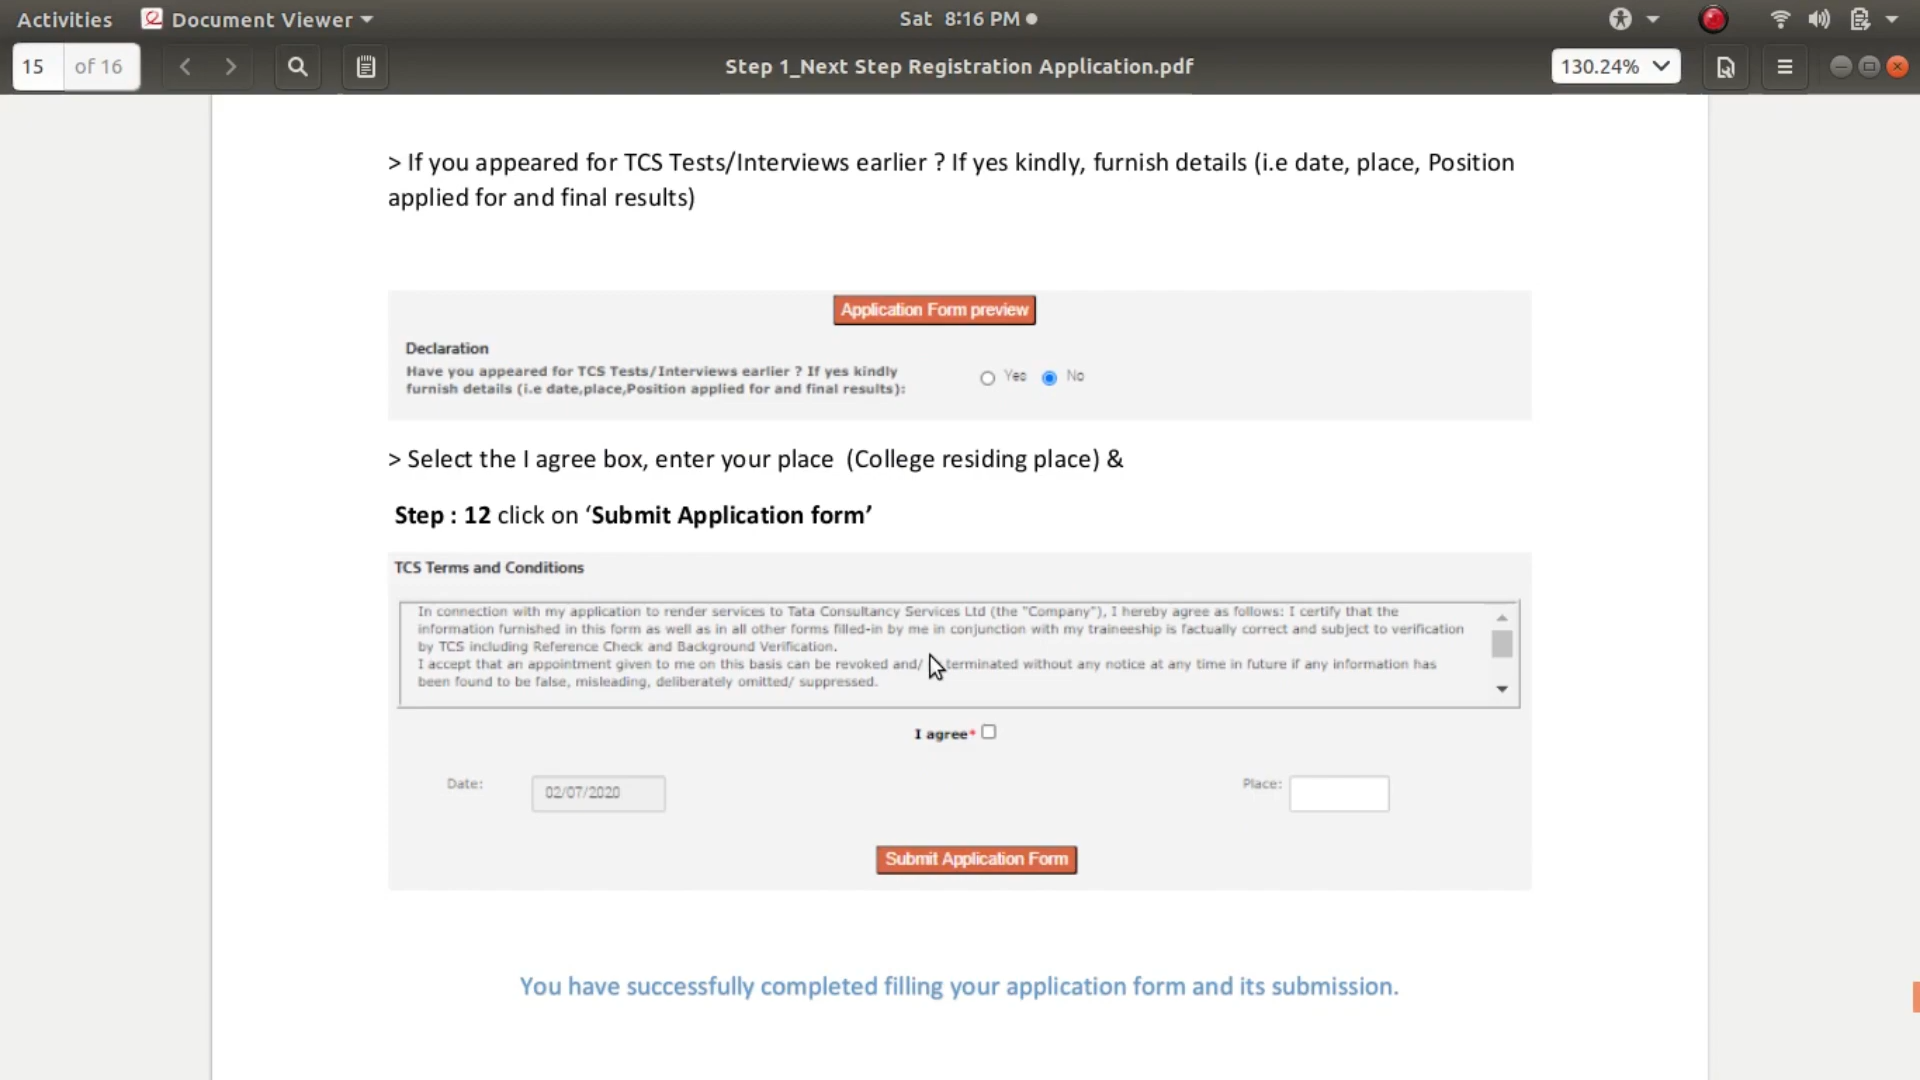 Activities Document Viewer Sat 8:16 PM
15 of 16 Step 1_Next Step Registration Application.pdf 130.24%
> If you appeared for TCS Tests/Interviews earlier ? If yes kindly, furnish details (i.e date, place, Position
applied for and final results)
Application Form preview
Declaration
Have you appeared for TCS Tests/Interviews earlier ? If yes kindly
furnish details (i.e date,place,Position applied for and final results):
Yes No
> Select the I agree box, enter your place (College residing place) &
Step : 12 click on ‘Submit Application form’
TCS Terms and Conditions
In connection with my application to render services to Tata Consultancy Services Ltd (the "Company"), I hereby agree as follows: I certify that the
information furnished in this form as well as in all other forms filled-in by me in conjunction with my traineeship is factually correct and subject to verification
by TCS including Reference Check and Background Verification.
I accept that an appointment given to me on this basis can be revoked and/ terminated without any notice at any time in future if any information has
been found to be false, misleading, deliberately omitted/ suppressed.
I agree*
Date: 02/07/2020 Place:
Submit Application Form
You have successfully completed filling your application form and its submission.